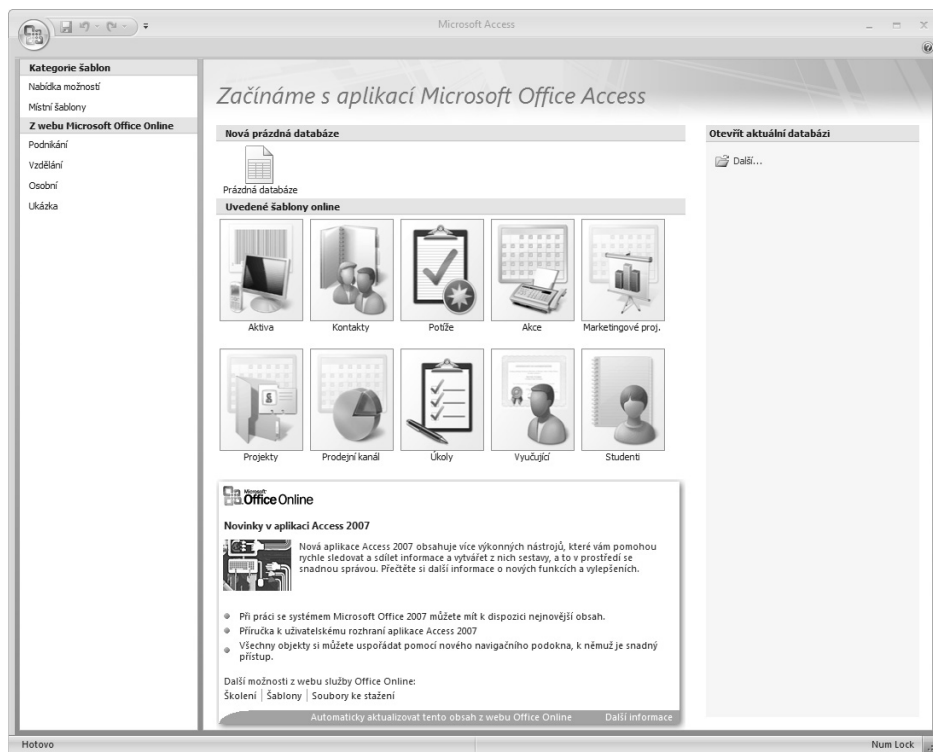 Microsoft Access
Kategorie šablon
Nabídka možností
Místní šablony
Z webu Microsoft Office Online
Podnikání
Vzdělání
Osobní
Ukázka
Začínáme s aplikací Microsoft Office Access
Nová prázdná databáze
Prázdná databáze
Uvedené šablony online
Aktiva
Kontakty
Potíže
Akce
Marketingové proj.
Projekty
Prodejní kanál
Úkoly
Vyučující
Studenti
Microsoft
Office Online
Novinky v aplikaci Access 2007
Nová aplikace Access 2007 obsahuje více výkonných nástrojů, které vám pomohou
rychle sledovat a sdílet informace a vytvářet z nich sestavy, a to v prostředí se
snadnou správou. Přečtěte si další informace o nových funkcích a vylepšeních.
Při práci se systémem Microsoft Office 2007 můžete mít k dispozici nejnovější obsah.
Příručka k uživatelskému rozhraní aplikace Access 2007
Všechny objekty si můžete uspořádat pomocí nového navigačního podokna, k němuž je snadný
přístup.
Další možnosti z webu služby Office Online:
Školení | Šablony | Soubory ke stažení
Automaticky aktualizovat tento obsah z webu Office Online
Další informace
Otevřít aktuální databázi
Další...
Hotovo
Num Lock